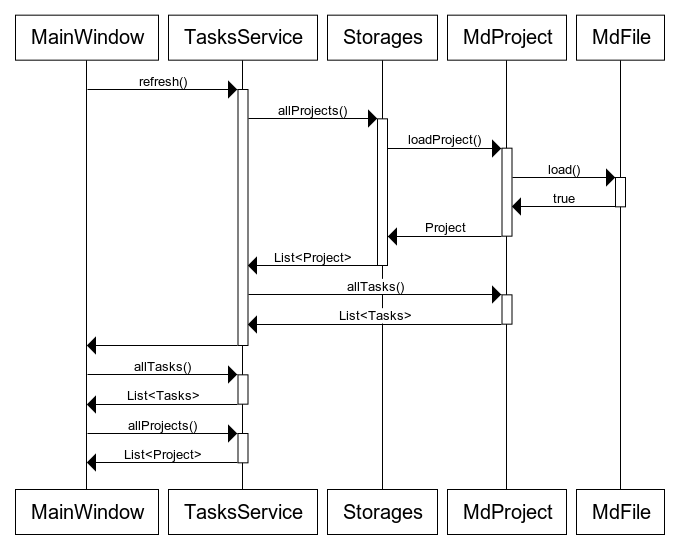 MainWindow
TasksService
Storages
MdProject
MdFile
refresh()
allProjects()
loadProject()
load()
true
Project
List<Project>
allTasks()
List<Tasks>
allTasks()
List<Tasks>
allProjects()
List<Project>
MainWindow
TasksService
Storages
MdProject
MdFile